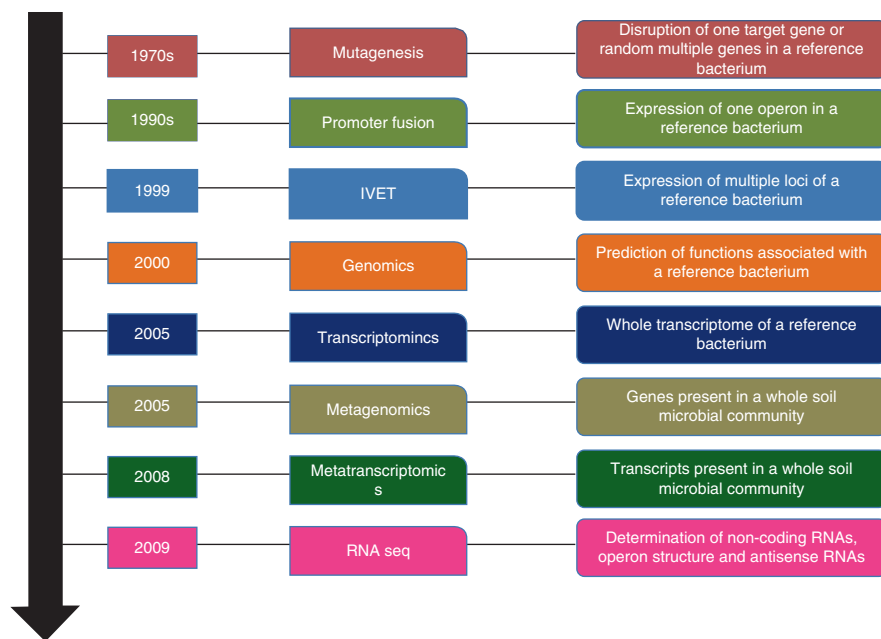 1970s
Mutagenesis
Disruption of one target gene or
random multiple genes in a reference
bacterium
1990s
Promoter fusion
Expression of one operon in a
reference bacterium
1999
IVET
Expression of multiple loci of a
reference bacterium
2000
Genomics
Prediction of functions associated with
a reference bacterium
2005
Transcriptomincs
Whole transcriptome of a reference
bacterium
2005
Metagenomics
Genes present in a whole soil
microbial community
2008
Metatranscriptomic
s
Transcripts present in a whole soil
microbial community
2009
RNA seq
Determination of non-coding RNAs,
operon structure and antisense RNAs